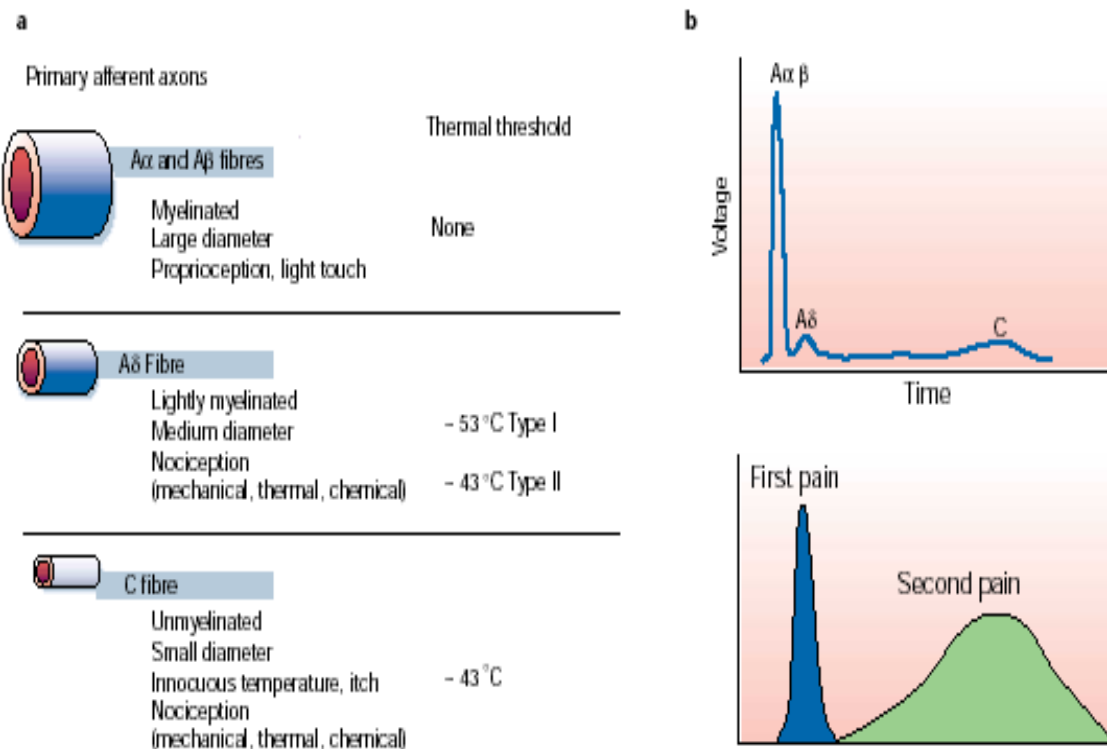 a
Primary afferent axons
Thermal threshold
Aα and Aβ fibres
Myelinated
Large diameter
Proprioception, light touch
None
Aδ Fibre
Lightly myelinated
Medium diameter
Nociception
(mechanical, thermal, chemical)
~ 53 °C Type I
~ 43 °C Type II
C fibre
Unmyelinated
Small diameter
Innocuous temperature, itch
Nociception
(mechanical, thermal, chemical)
~ 43 °C
b
Aα β
Voltage
Aδ
C
Time
First pain
Second pain